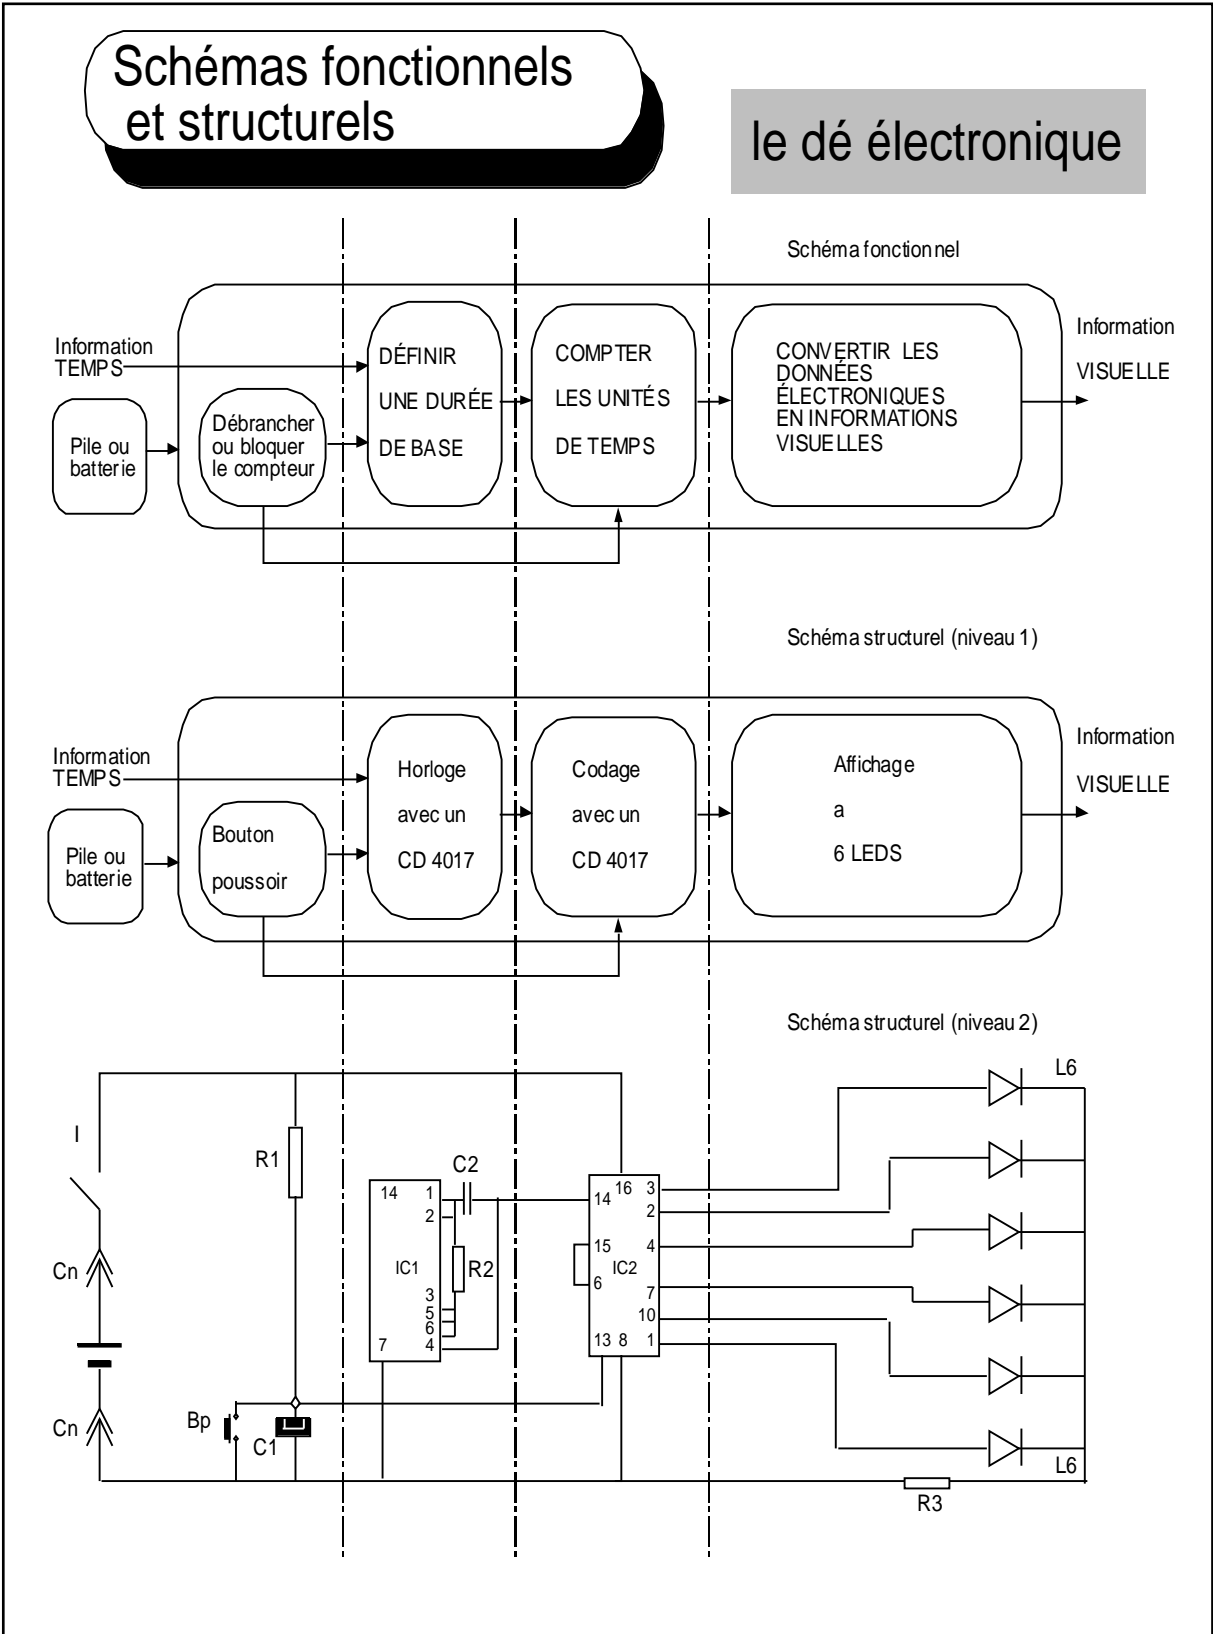 Schémas fonctionnels
et structurels
le dé électronique
Schéma fonctionnel
Information
TEMPS
Pile ou
batterie
Débrancher
ou bloquer
le compteur
DÉFINIR
UNE DURÉE
DE BASE
COMPTER
LES UNITÉS
DE TEMPS
CONVERTIR LES
DONNÉES
ÉLECTRONIQUES
EN INFORMATIONS
VISUELLES
Information
VISUELLE
Schéma structurel (niveau 1)
Information
TEMPS
Pile ou
batterie
Bouton
poussoir
Horloge
avec un
CD 4017
Codage
avec un
CD 4017
Affichage
a
6 LEDS
Information
VISUELLE
Schéma structurel (niveau 2)
I
Cn
Cn
R1
Bp
C1
14 1
2
IC1
3
5
6
7 4
C2
R2
14 16 3
2
15 4
IC2
6 7
10
13 8 1
L6
L6
R3